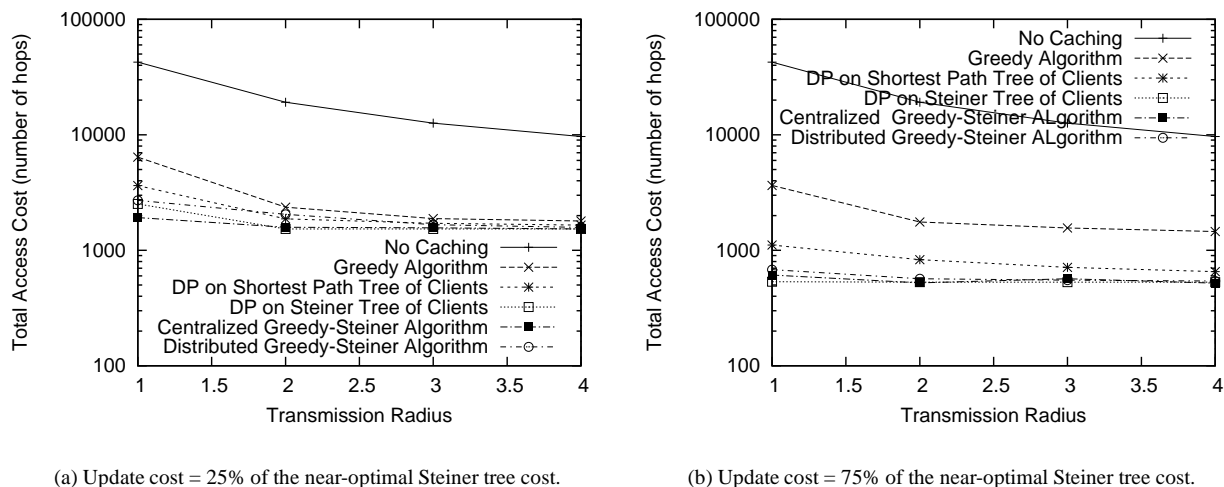 Total Access Cost (number of hops)
100000
10000
1000
100
No Caching
Greedy Algorithm
DP on Shortest Path Tree of Clients
DP on Steiner Tree of Clients
Centralized Greedy-Steiner Algorithm
Distributed Greedy-Steiner Algorithm
1 1.5 2 2.5 3 3.5 4
Transmission Radius
(a) Update cost = 25% of the near-optimal Steiner tree cost.
Total Access Cost (number of hops)
100000
10000
1000
100
No Caching
Greedy Algorithm
DP on Shortest Path Tree of Clients
DP on Steiner Tree of Clients
Centralized  Greedy-Steiner ALgorithm
Distributed Greedy-Steiner ALgorithm
1 1.5 2 2.5 3 3.5 4
Transmission Radius
(b) Update cost = 75% of the near-optimal Steiner tree cost.